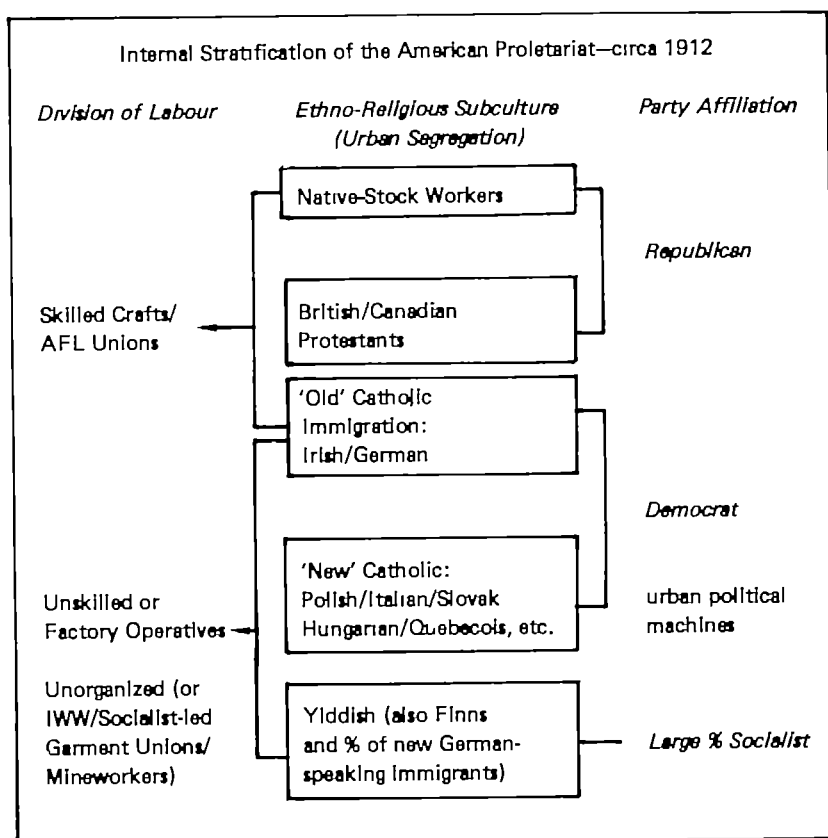 Internal Stratification of the American Proletariat—circa 1912
Division of Labour
Ethno-Religious Subculture
(Urban Segregation)
Party Affiliation
Native-Stock Workers
Republican
Skilled Crafts/
AFL Unions
British/Canadian
Protestants
'Old' Catholic
Immigration:
Irish/German
Democrat
'New' Catholic:
Polish/Italian/Slovak
Hungarian/Quebecois, etc.
urban political
machines
Unskilled or
Factory Operatives
Unorganized (or
IWW/Socialist-led
Garment Unions/
Mineworkers)
Yiddish (also Finns
and % of new German-
speaking immigrants)
Large % Socialist